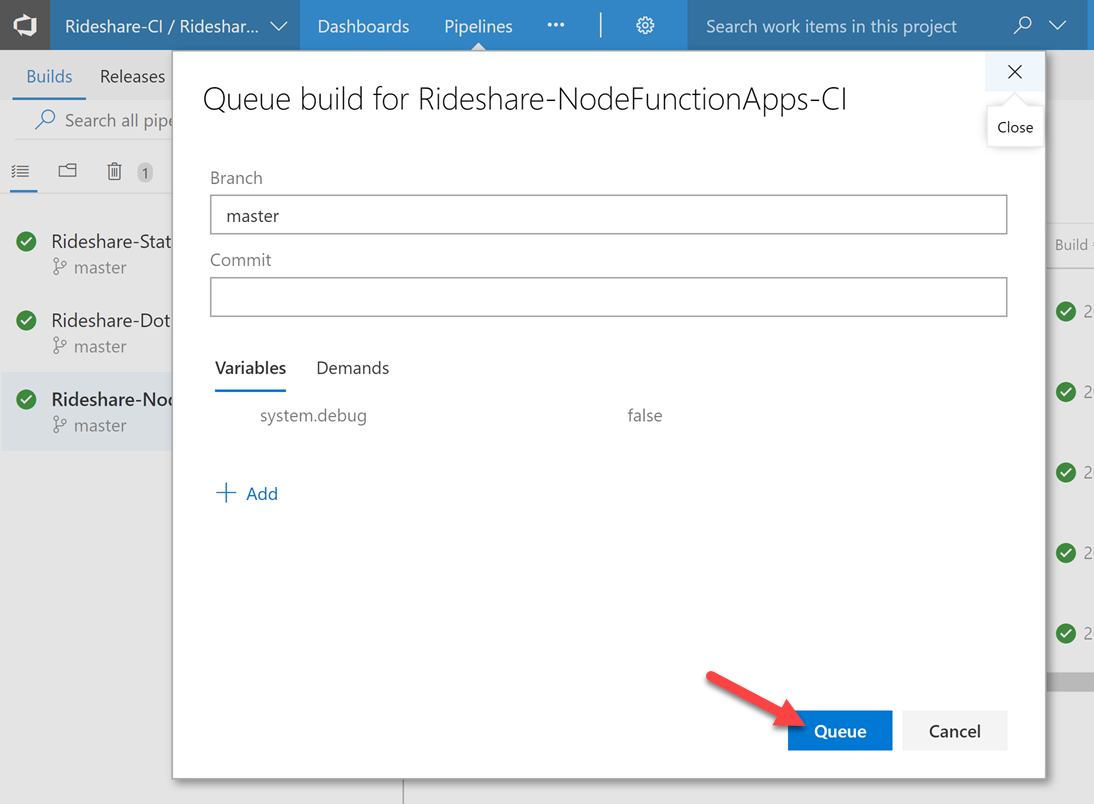 Rideshare-CI / Rideshar...
Dashboards
Pipelines
...
Search work items in this project
Builds
Releases
Search all pipe
1
Rideshare-Stat
master
Rideshare-Dot
master
Rideshare-Nod
master
Queue build for Rideshare-NodeFunctionApps-CI
Close
Branch
master
Commit
Variables
Demands
system.debug
false
Add
Queue
Cancel
Build
2
2
2
2
2